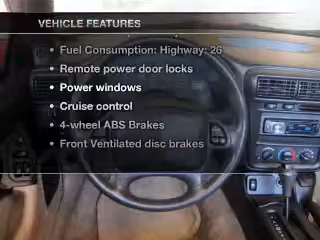 VEHICLE FEATURES
• Fuel Consumption: Highway: 26
• Remote power door locks
• Power windows
• Cruise control
• 4-wheel ABS Brakes
• Front Ventilated disc brakes